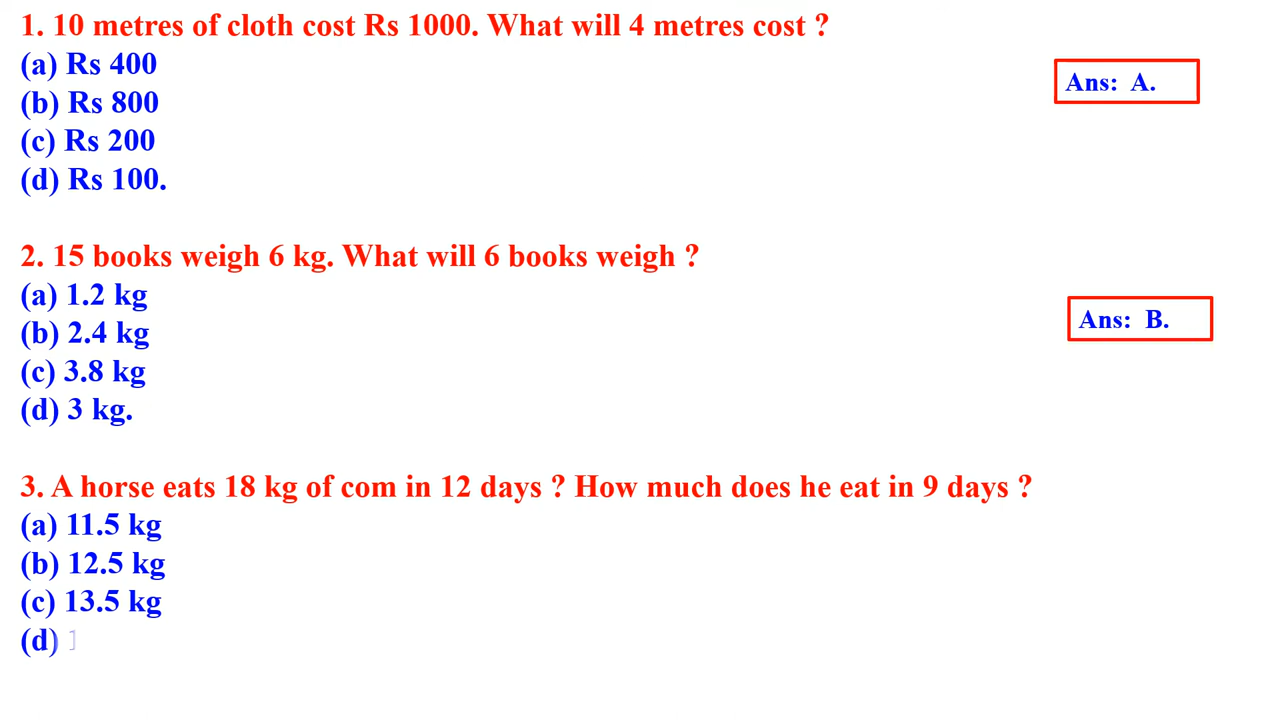 1. 10 metres of cloth cost Rs 1000. What will 4 metres cost ?
(a) Rs 400
(b) Rs 800
(c) Rs 200
(d) Rs 100.
Ans: A.
2. 15 books weigh 6 kg. What will 6 books weigh ?
(a) 1.2 kg
(b) 2.4 kg
(c) 3.8 kg
(d) 3 kg.
Ans: B.
3. A horse eats 18 kg of com in 12 days ? How much does he eat in 9 days ?
(a) 11.5 kg
(b) 12.5 kg
(c) 13.5 kg
(d)